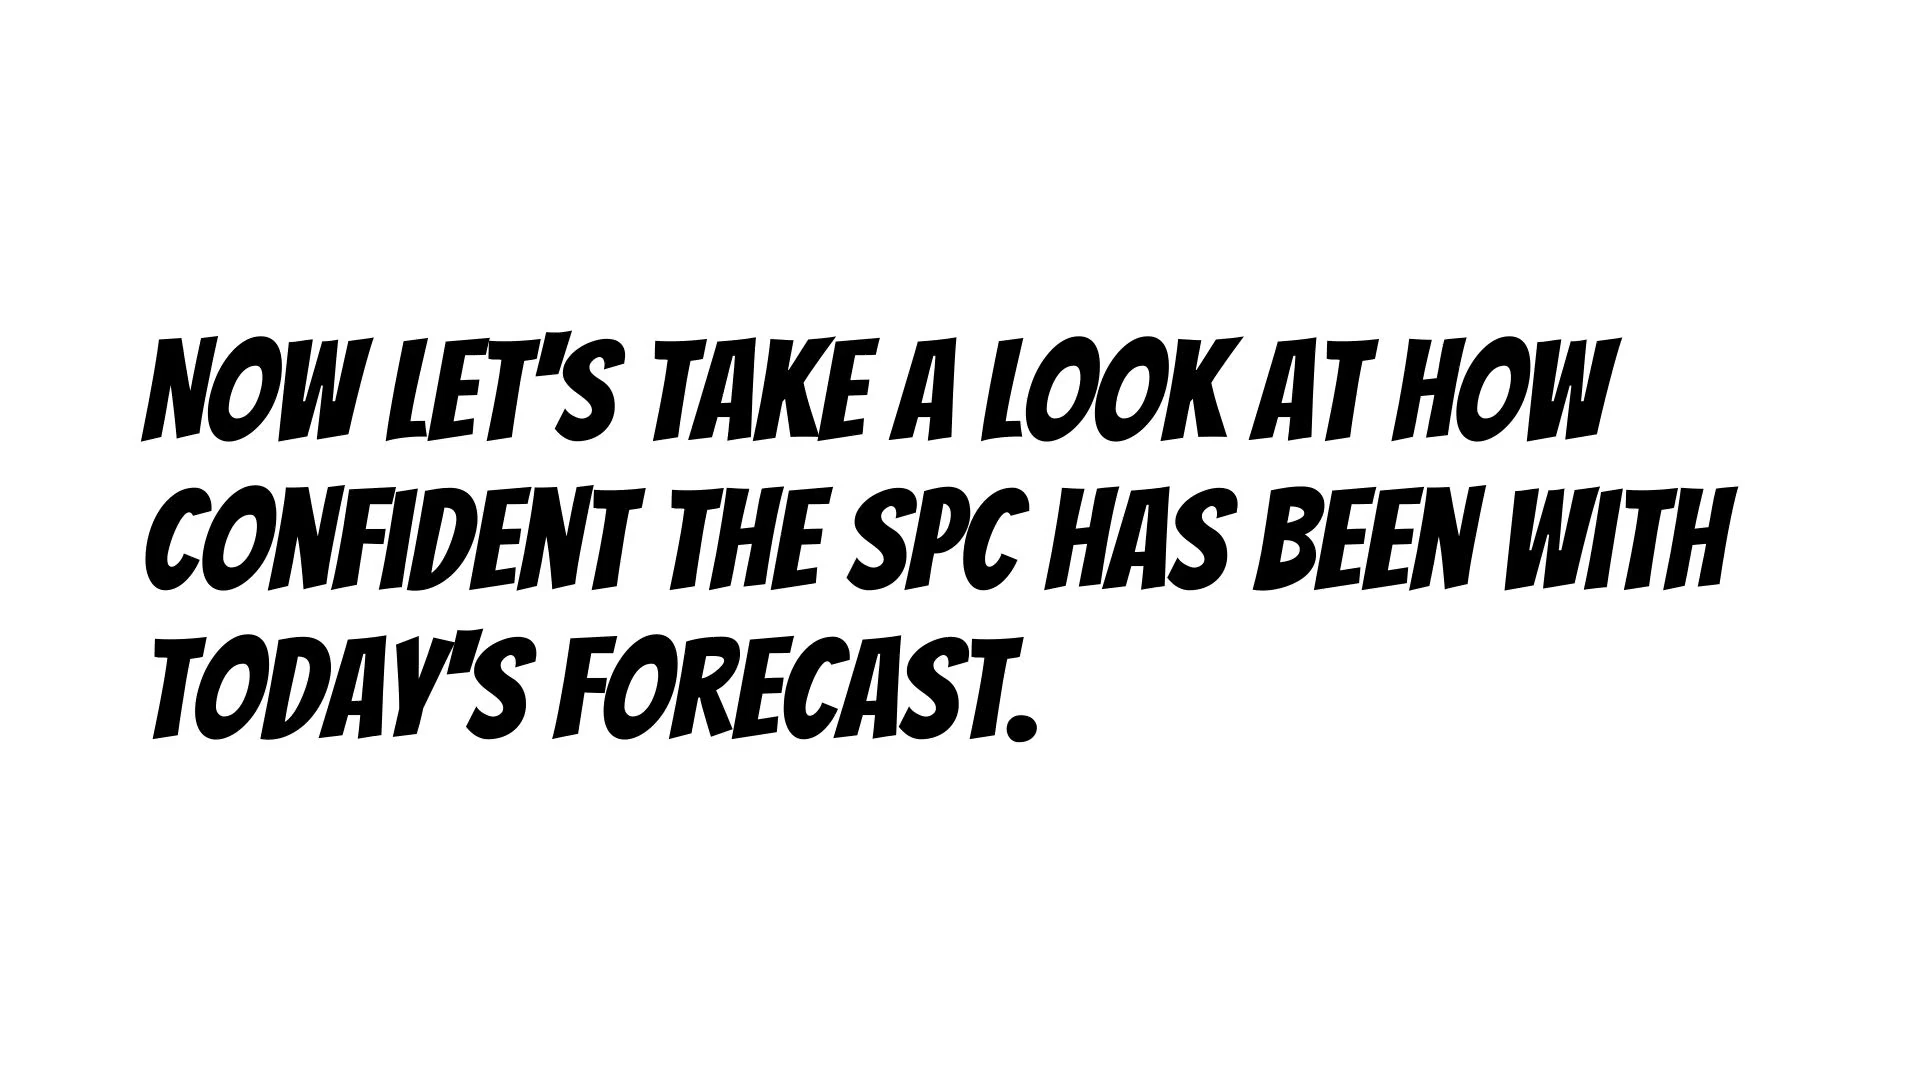 NOW LET'S TAKE A LOOK AT HOW
CONFIDENT THE SPC HAS BEEN WITH
TODAY'S FORECAST.